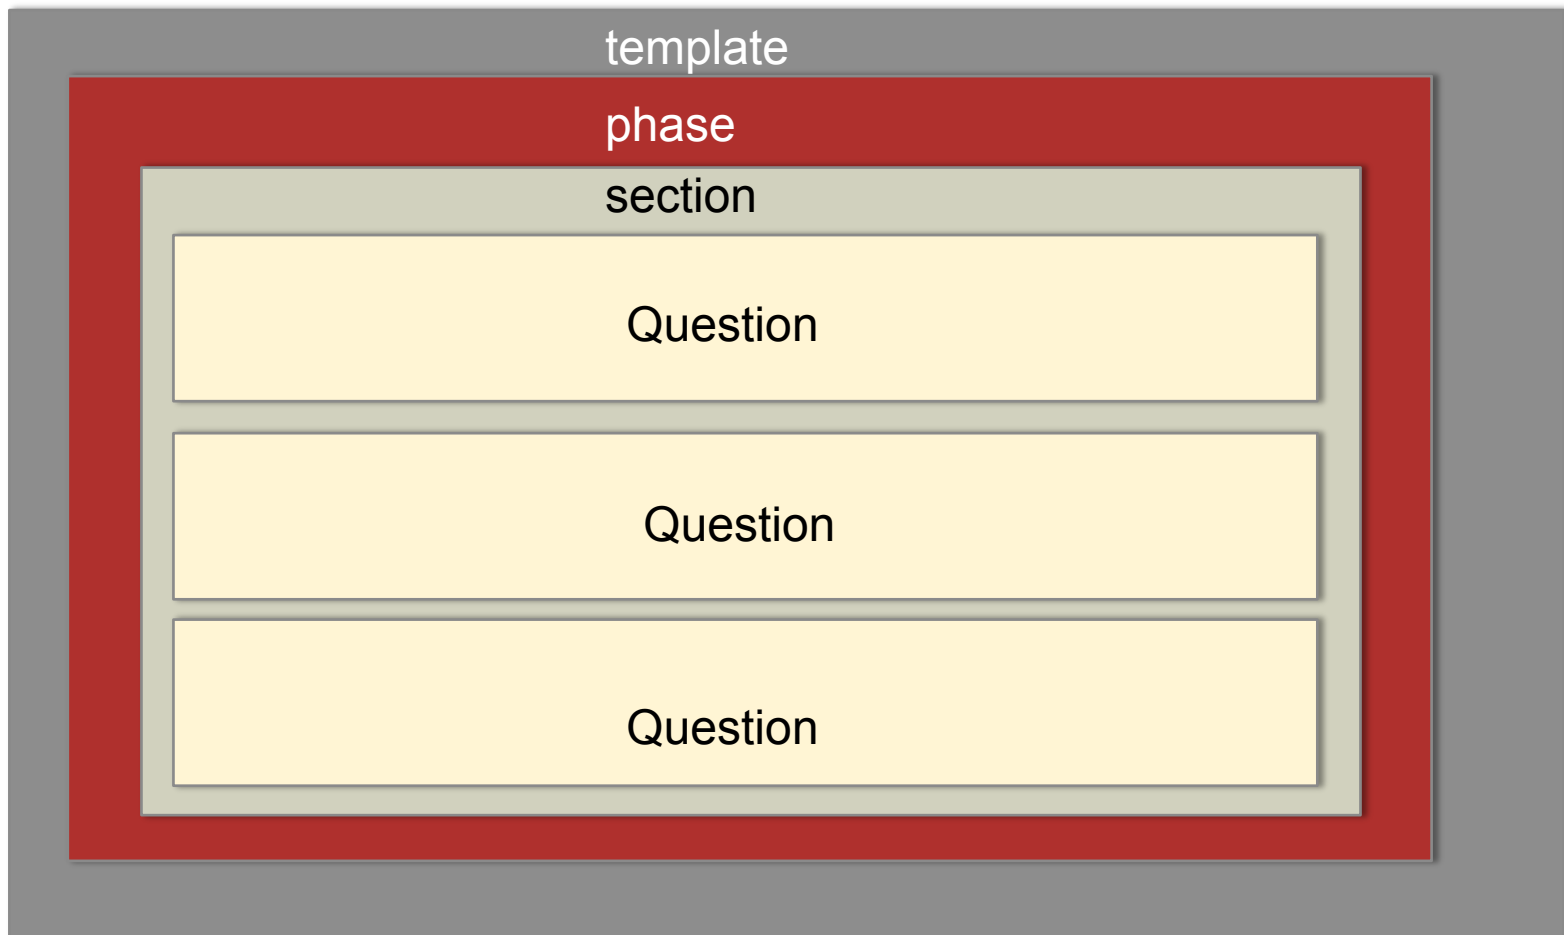 template
phase
section
Question
Question
Question